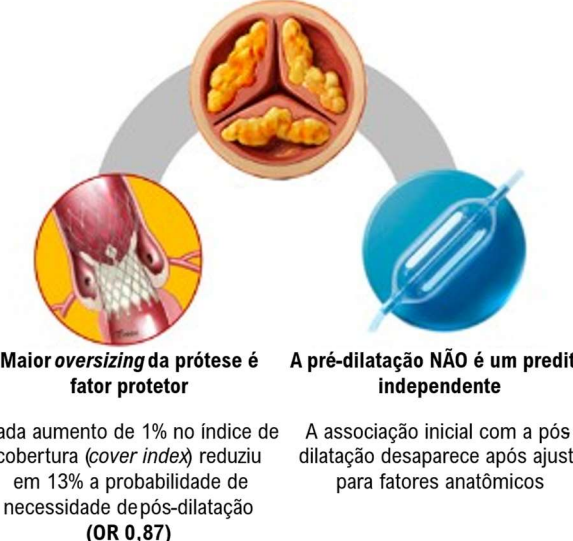 Maior oversizing da prótese é
fator protetor
ada aumento de 1% no índice de
cobertura (cover index) reduziu
em 13% a probabilidade de
necessidade de pós-dilatação
(OR 0,87)
A pré-dilatação NÃO é um predit
independente
A associação inicial com a pós
dilatação desaparece após ajust
para fatores anatômicos